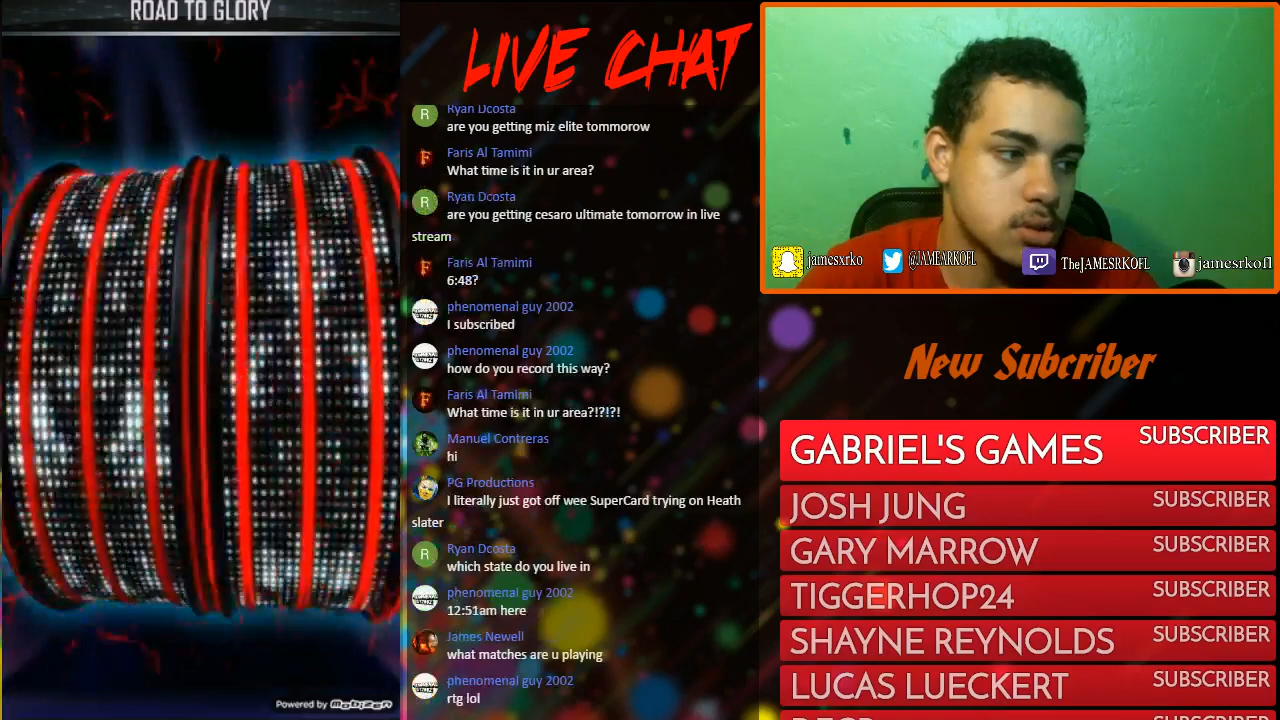 ROAD TO GLORY
Powered by Mobizen
LIVE CHAT
R
Ryan Dcosta
are you getting miz elite tommorow
Faris Al Tamimi
What time is it in ur area?
R
Ryan Dcosta
are you getting cesaro ultimate tomorrow in live
stream
Faris Al Tamimi
6:48?
phenomenal guy 2002
I subscribed
phenomenal guy 2002
how do you record this way?
Faris Al Tamimi
What time is it in ur area?!?!?!
Manuel Contreras
hi
PG Productions
I literally just got off wee SuperCard trying on Heath
slater
R
Ryan Dcosta
which state do you live in
phenomenal guy 2002
12:51am here
James Newell
what matches are u playing
phenomenal guy 2002
rtg lol
jamesxrko
@JAMEARKOFL
TheJAMESRKOFL
jamesrkofl
New Subcriber
GABRIEL'S GAMES SUBSCRIBER
JOSH JUNG SUBSCRIBER
GARY MARROW SUBSCRIBER
TIGGERHOP24 SUBSCRIBER
SHAYNE REYNOLDS SUBSCRIBER
LUCAS LUECKERT SUBSCRIBER